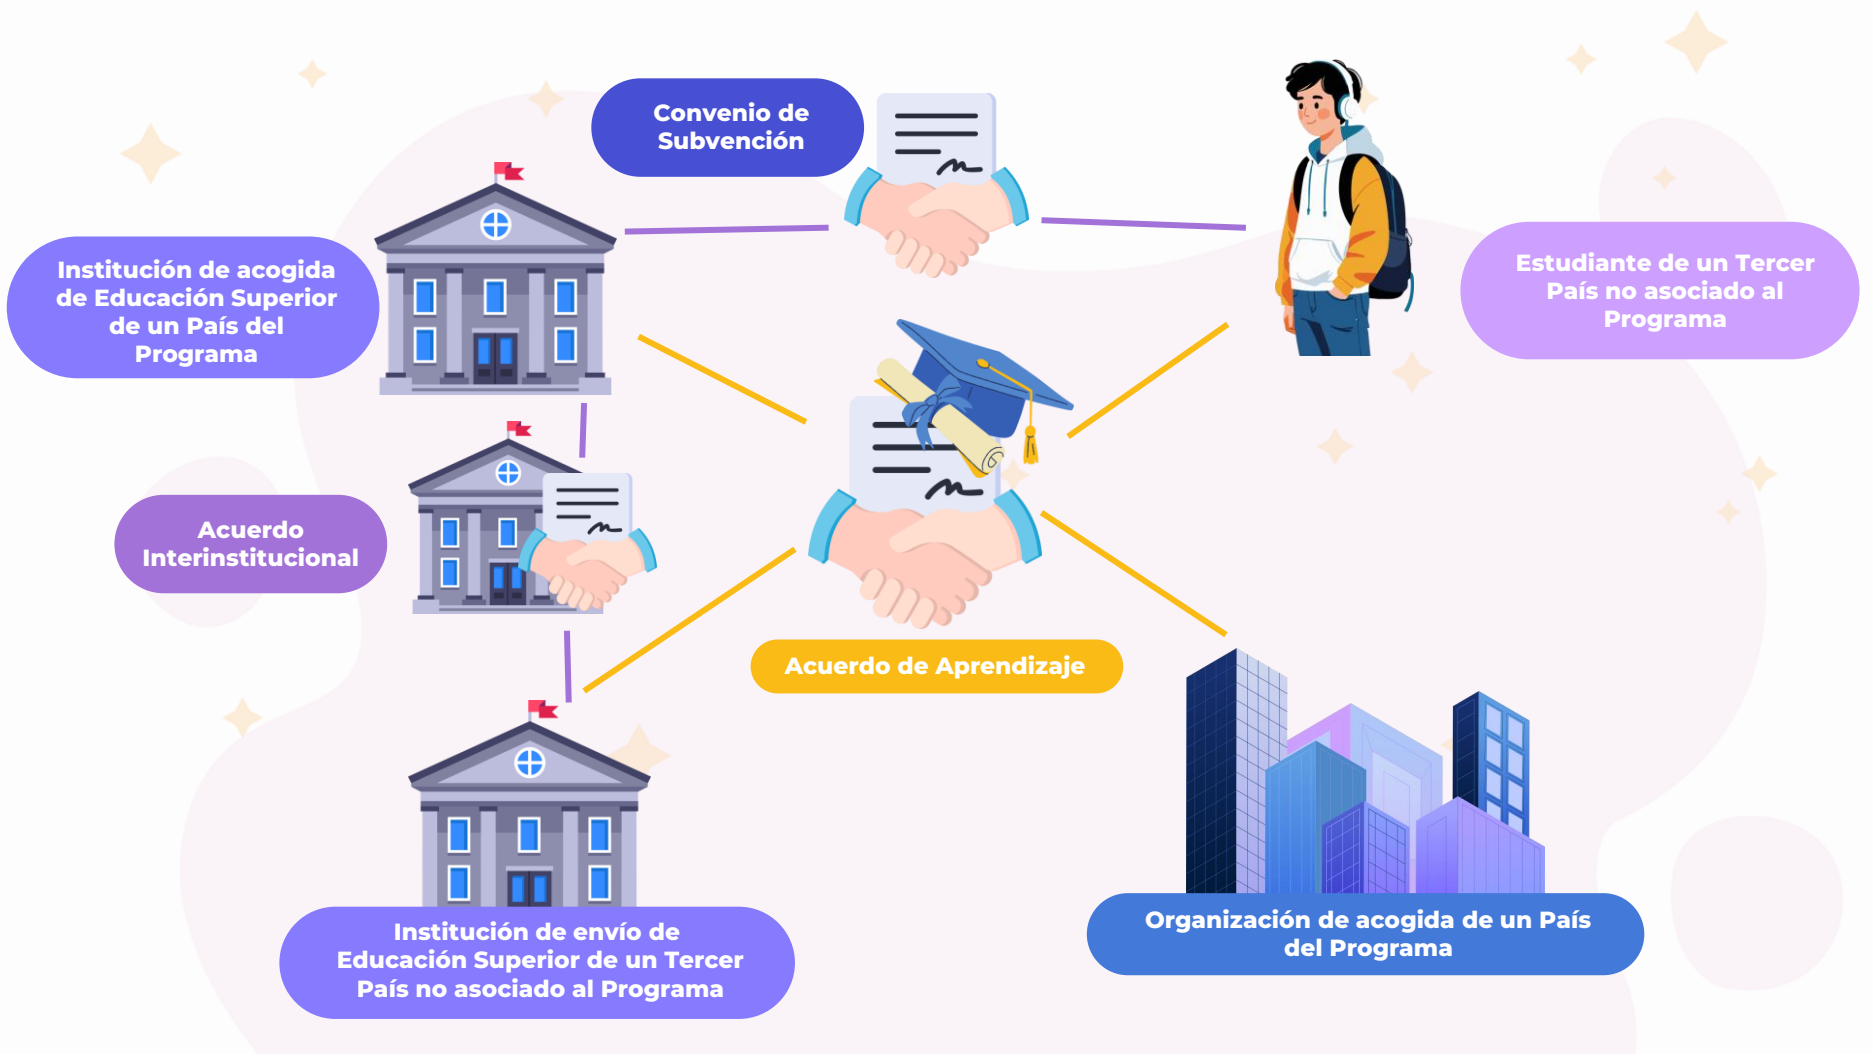 Convenio de
Subvención
Institución de acogida
de Educación Superior
de un País del
Programa
Estudiante de un Tercer
País no asociado al
Programa
Acuerdo
Interinstitucional
Acuerdo de Aprendizaje
Institución de envío de
Educación Superior de un Tercer
País no asociado al Programa
Organización de acogida de un País
del Programa